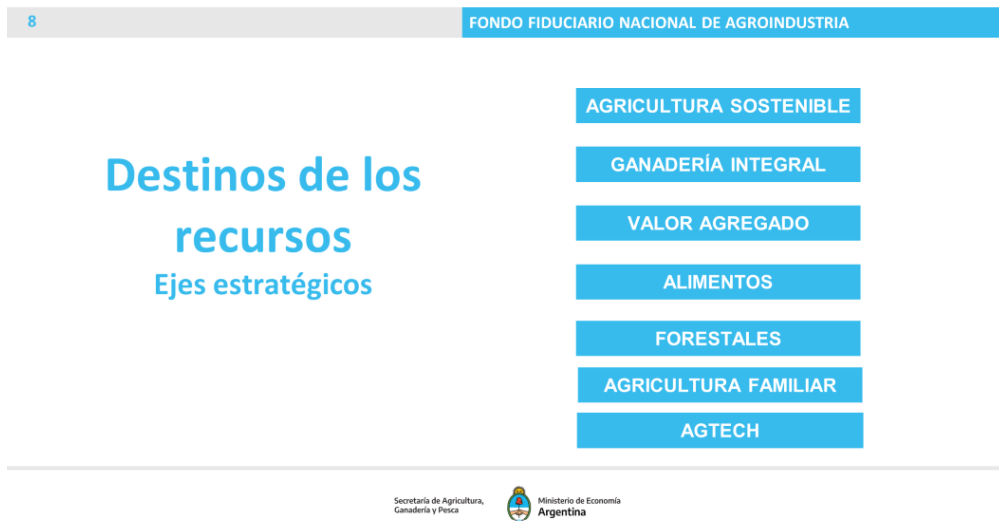 8
FONDO FIDUCIARIO NACIONAL DE AGROINDUSTRIA
Destinos de los
recursos
Ejes estratégicos
AGRICULTURA SOSTENIBLE
GANADERÍA INTEGRAL
VALOR AGREGADO
ALIMENTOS
FORESTALES
AGRICULTURA FAMILIAR
AGTECH
Secretaría de Agricultura,
Ganadería y Pesca
Ministerio de Economía
Argentina